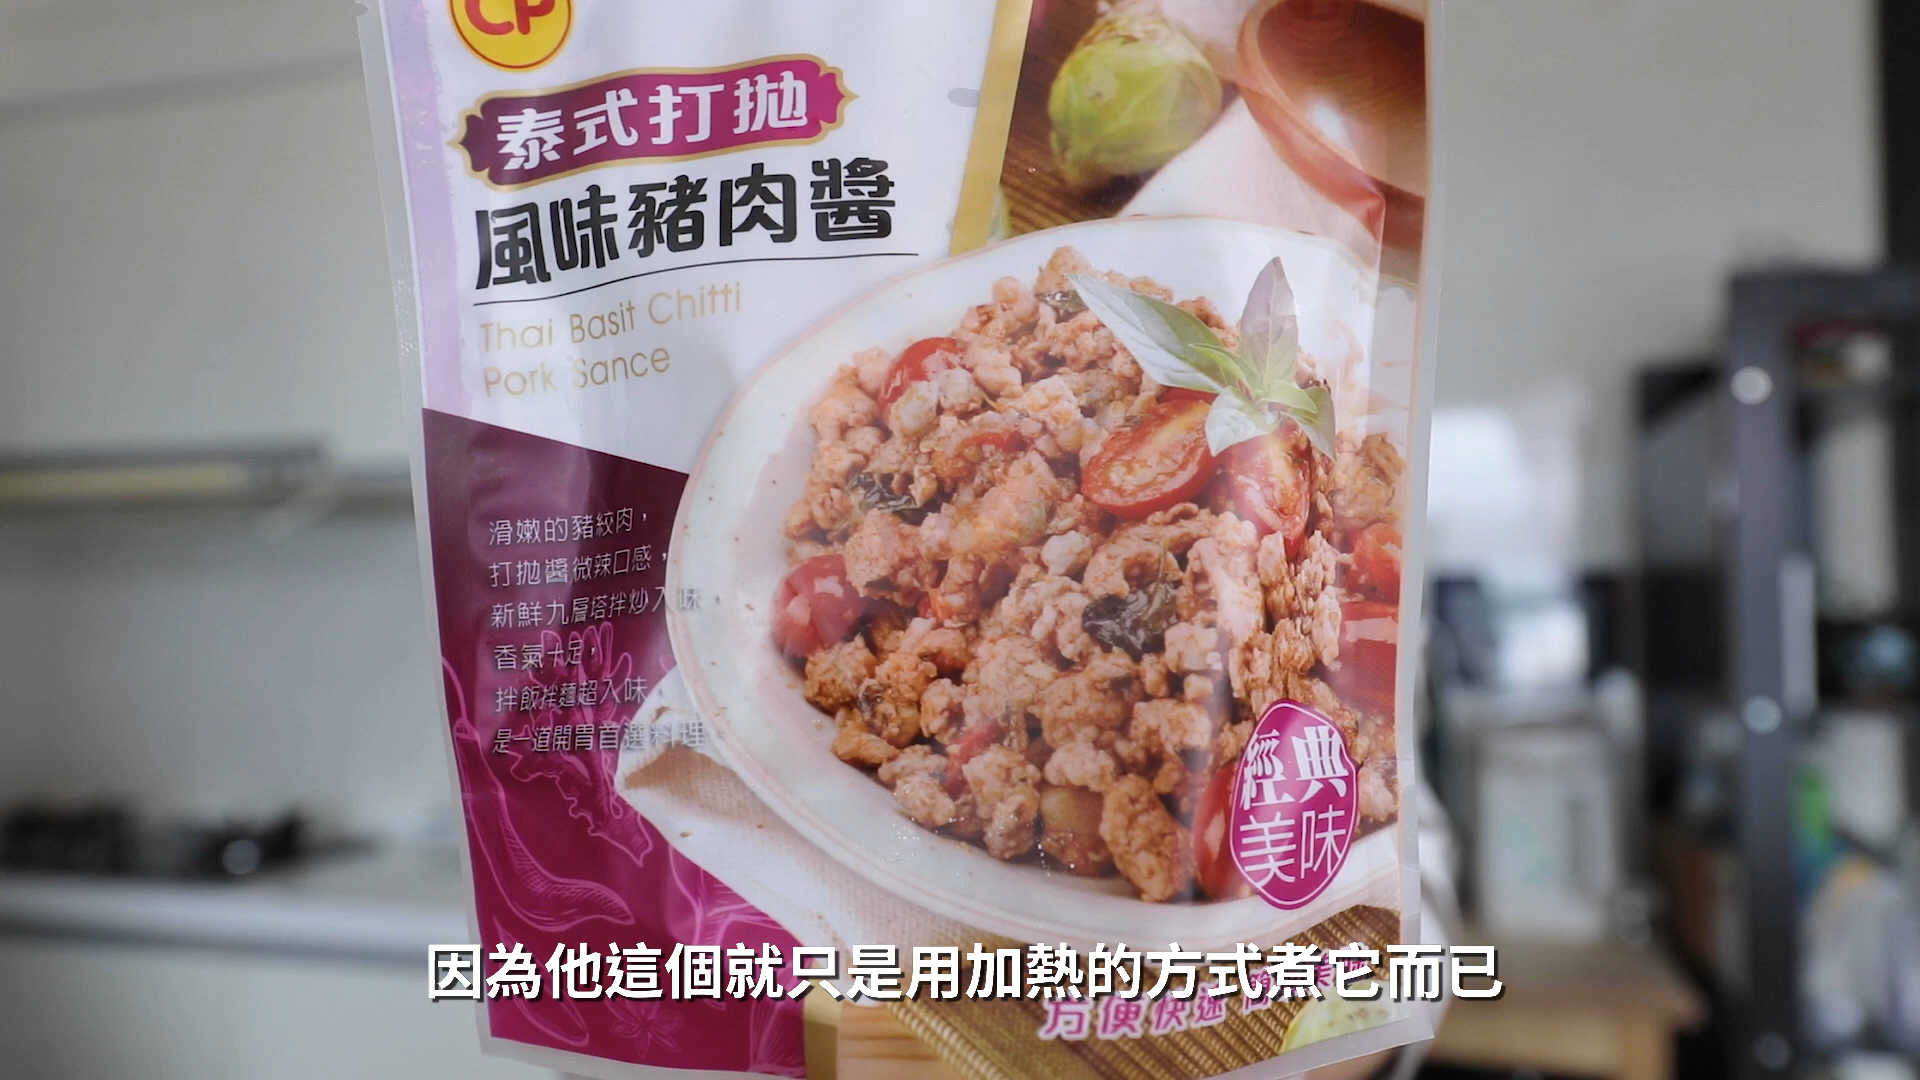 CP
泰式打拋
風味豬肉醬
Thai Basit Chitti
Pork Sance
滑嫩的豬絞肉，
打拋醬微辣口感，
新鮮九層塔拌炒入味，
香氣十足，
拌飯拌麵超入味，
是一道開胃首選料理。
經典
美味
因為他這個就只是用加熱的方式煮它而已
方便快速